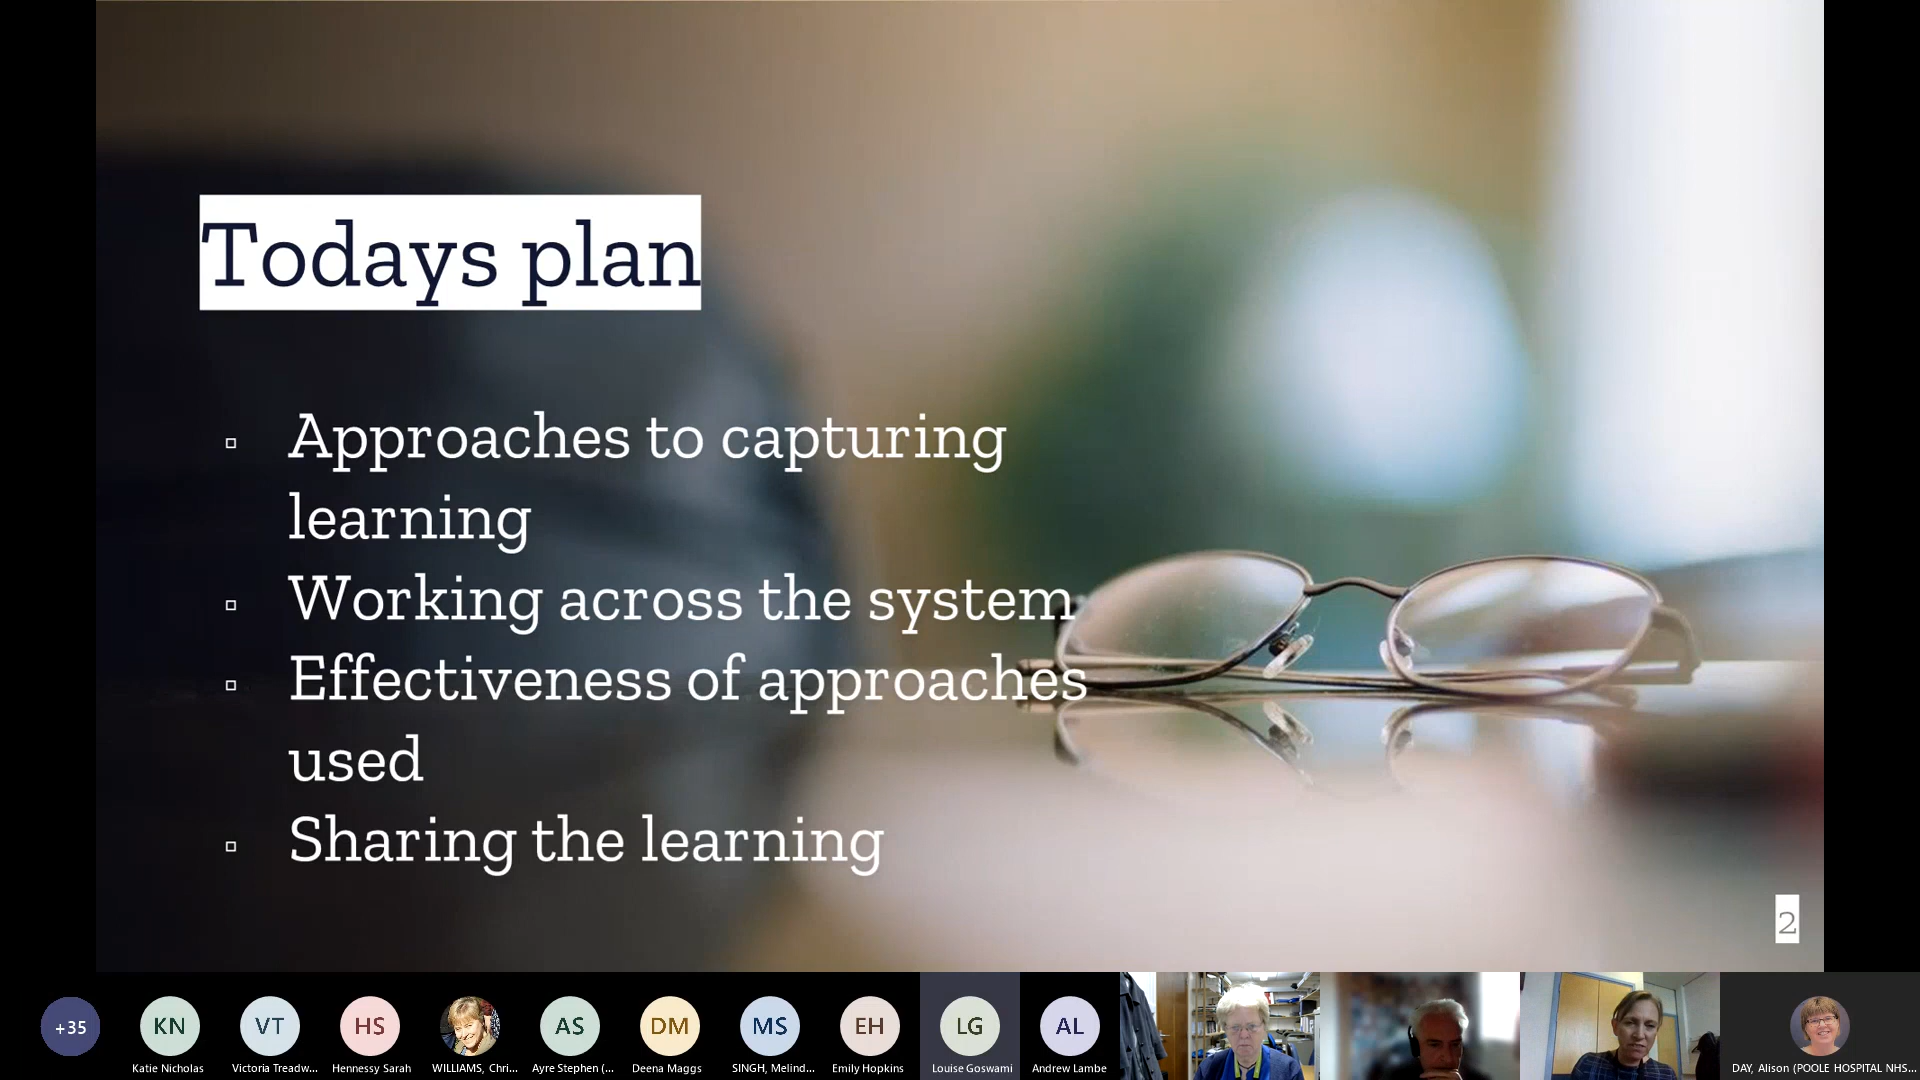 Todays plan
Approaches to capturing
learning
Working across the system
Effectiveness of approaches
used
Sharing the learning
2
+35
KN
VT
HS
AS
DM
MS
EH
LG
AL
Katie Nicholas
Victoria Treadw...
Hennessy Sarah
WILLIAMS, Chri...
Ayre Stephen (...
Deena Maggs
SINGH, Melind...
Emily Hopkins
Louise Goswami
Andrew Lambe
DAY, Alison (POOLE HOSPITAL NHS...